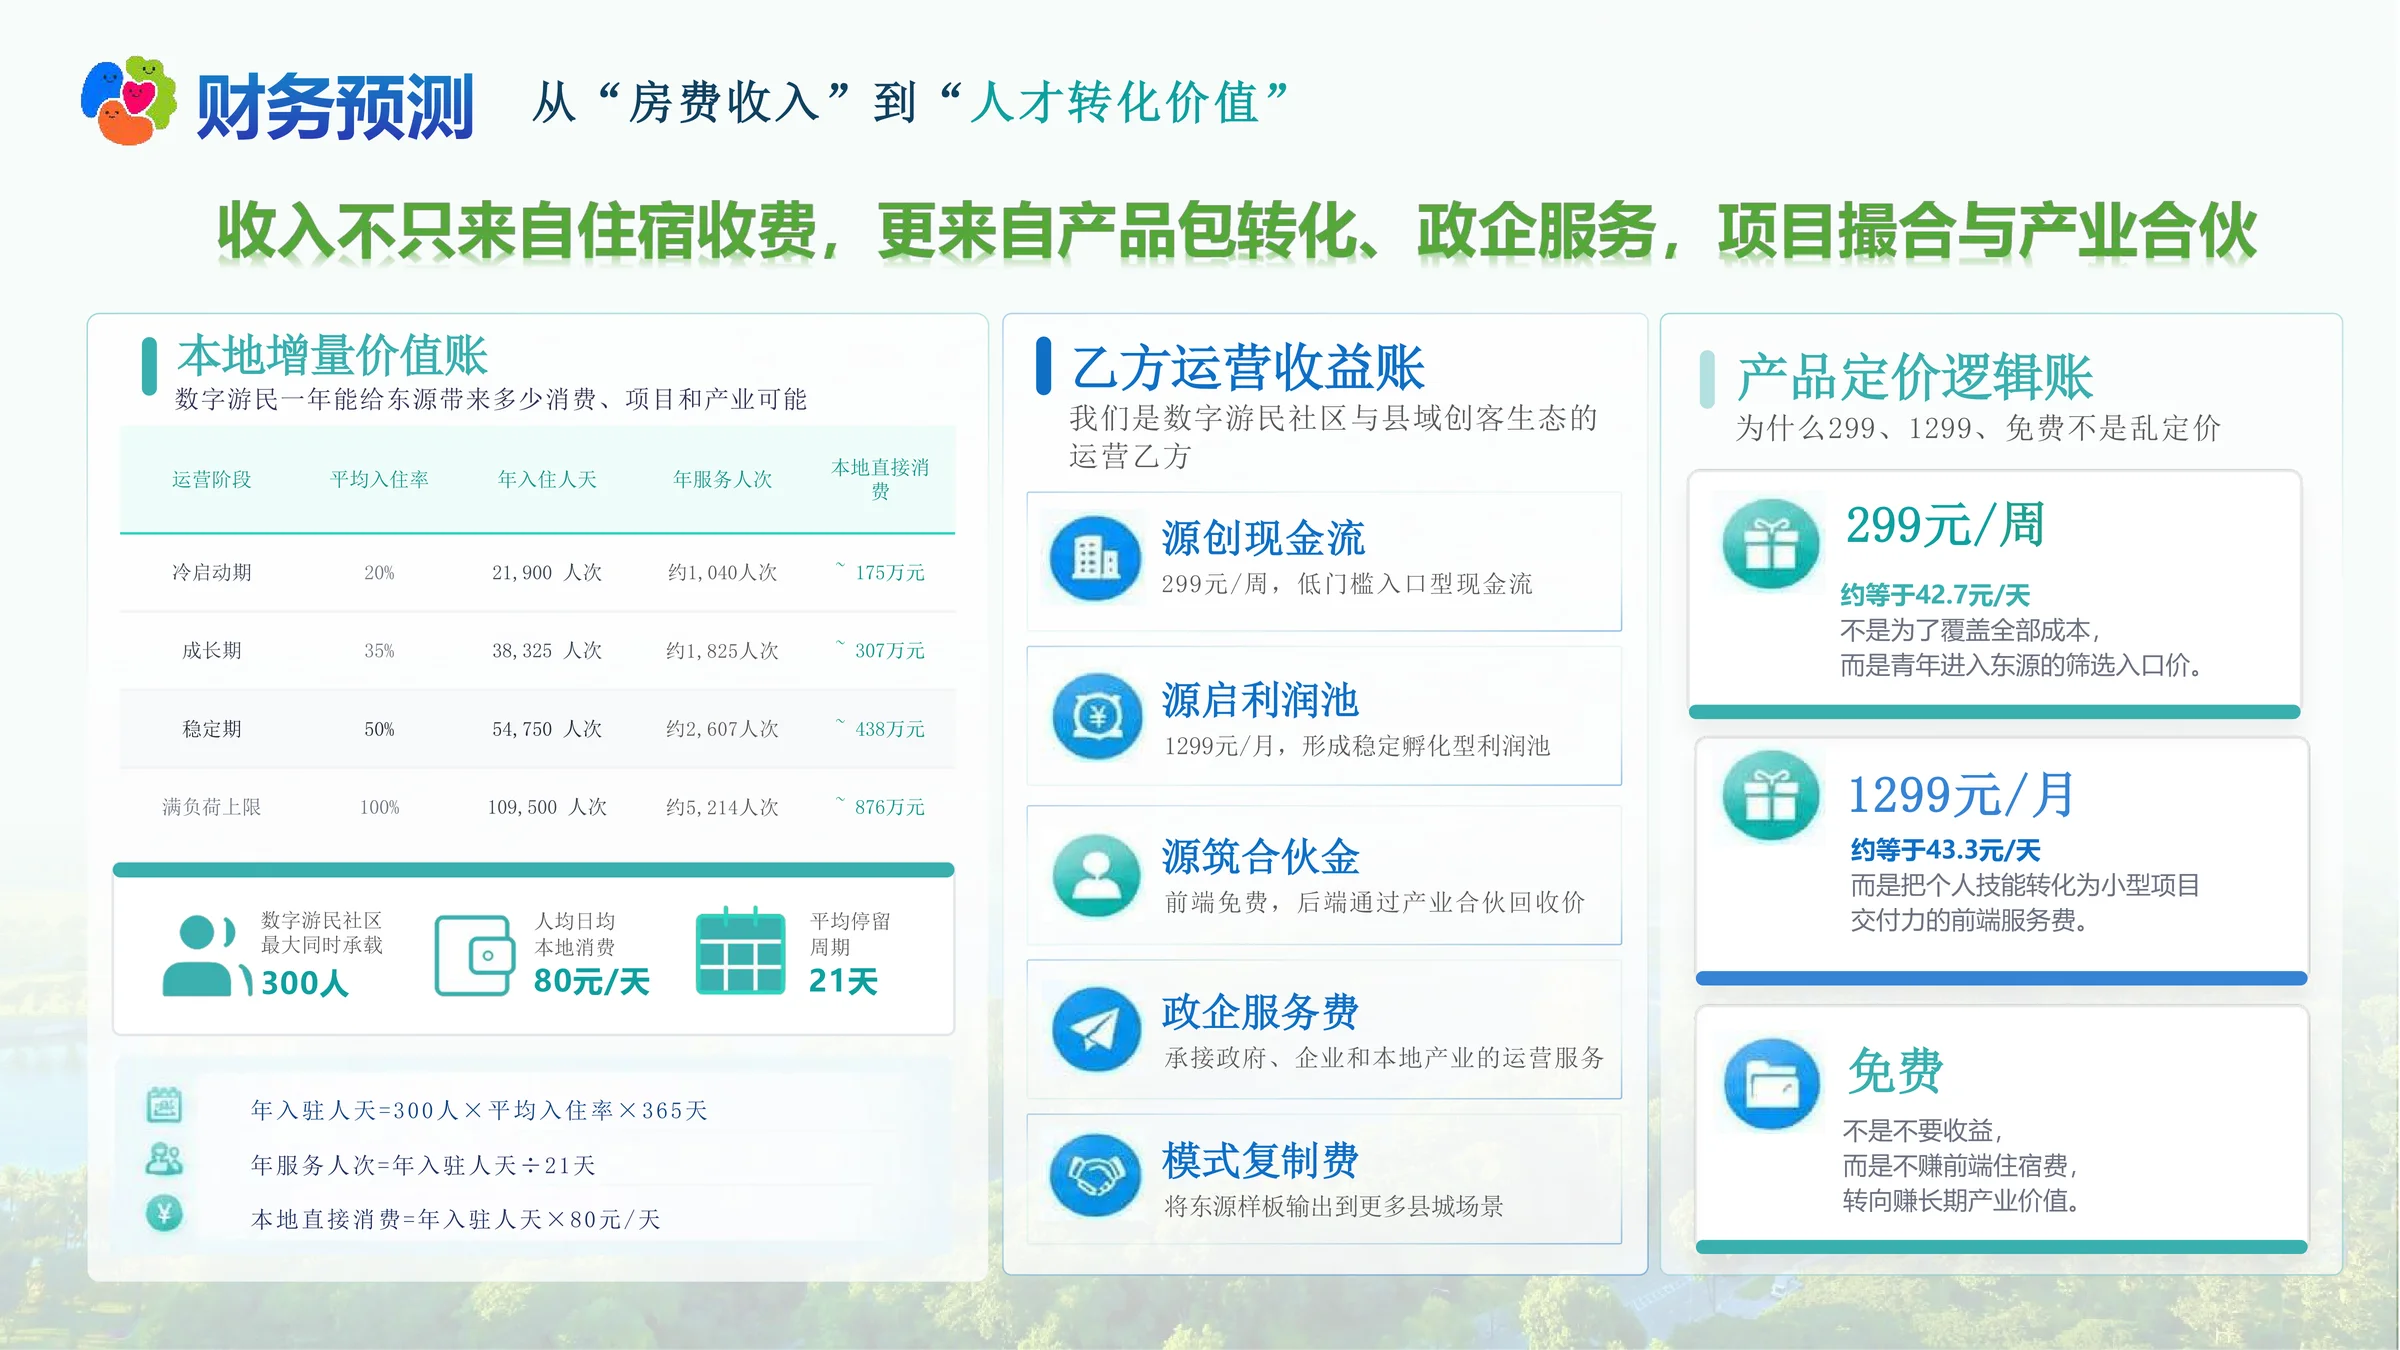 财务预测
从“房费收入”到“人才转化价值”
收入不只来自住宿收费，更来自产品包转化、政企服务，项目撮合与产业合伙
本地增量价值账
数字游民一年能给东源带来多少消费、项目和产业可能
运营阶段 平均入住率 年入住人天 年服务人次 本地直接消
费
冷启动期 20% 21,900 人次 约1,040人次 ~ 175万元
成长期 35% 38,325 人次 约1,825人次 ~ 307万元
稳定期 50% 54,750 人次 约2,607人次 ~ 438万元
满负荷上限 100% 109,500 人次 约5,214人次 ~ 876万元
数字游民社区
最大同时承载
300人
人均日均
本地消费
80元/天
平均停留
周期
21天
年入驻人天=300人×平均入住率×365天
年服务人次=年入驻人天÷21天
本地直接消费=年入驻人天×80元/天
乙方运营收益账
我们是数字游民社区与县域创客生态的
运营乙方
源创现金流
299元/周，低门槛入口型现金流
源启利润池
1299元/月，形成稳定孵化型利润池
源筑合伙金
前端免费，后端通过产业合伙回收价
政企服务费
承接政府、企业和本地产业的运营服务
模式复制费
将东源样板输出到更多县城场景
产品定价逻辑账
为什么299、1299、免费不是乱定价
299元/周
约等于42.7元/天
不是为了覆盖全部成本，
而是青年进入东源的筛选入口价。
1299元/月
约等于43.3元/天
而是把个人技能转化为小型项目
交付力的前端服务费。
免费
不是不要收益，
而是不赚前端住宿费，
转向赚长期产业价值。